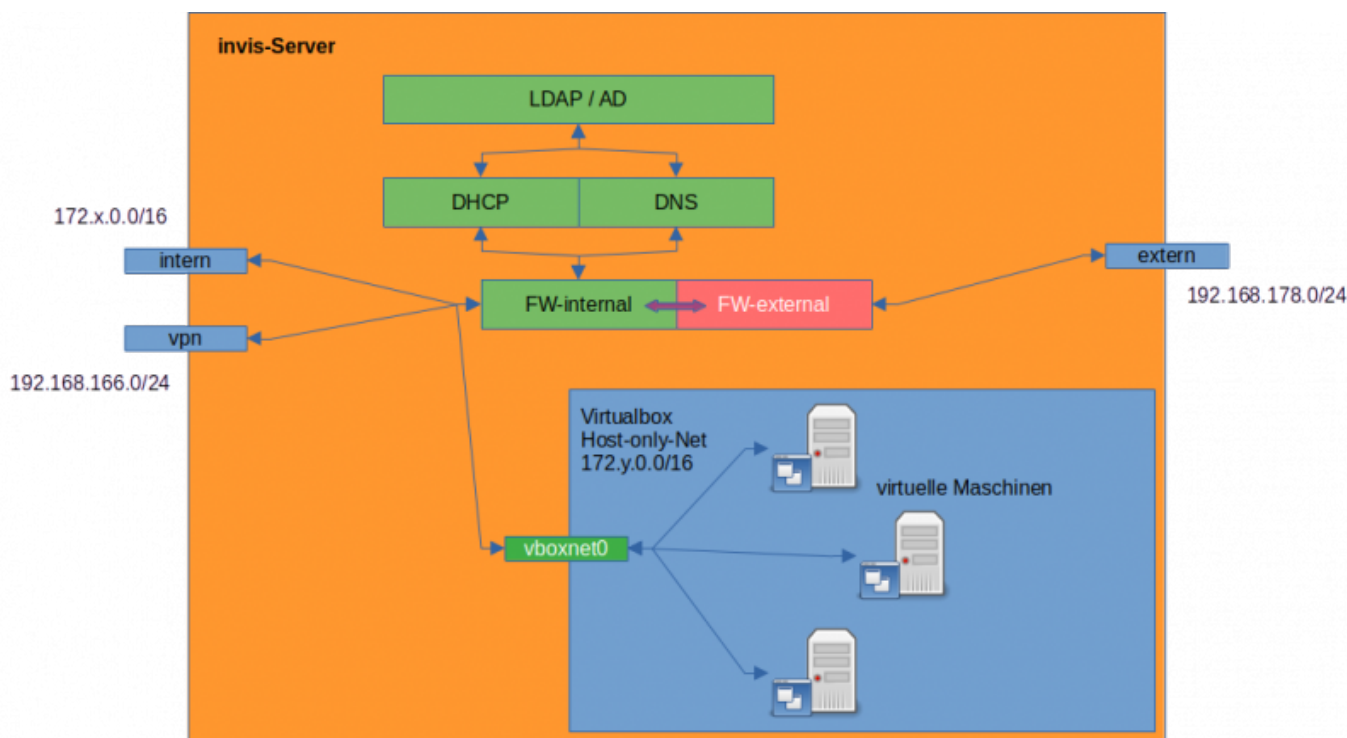 invis-Server
LDAP / AD
DHCP
DNS
172.x.0.0/16
intern
extern
FW-internal
FW-external
192.168.178.0/24
vpn
192.168.166.0/24
Virtualbox
Host-only-Net
172.y.0.0/16
virtuelle Maschinen
vboxnet0